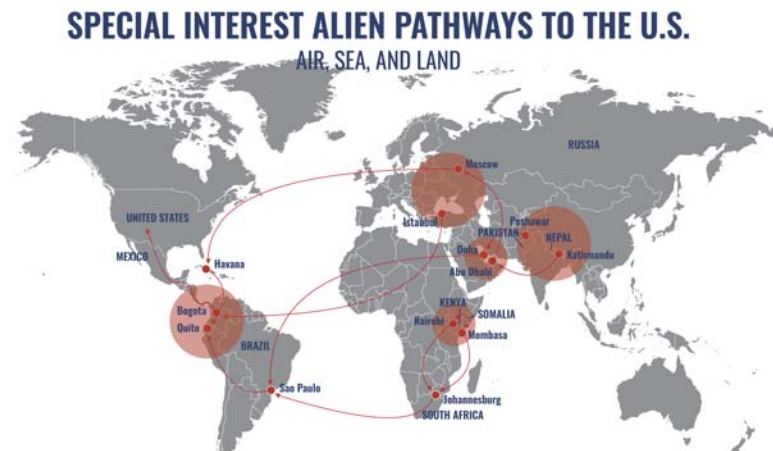 SPECIAL INTEREST ALIEN PATHWAYS TO THE U.S.
AIR, SEA, AND LAND
Moscow
RUSSIA
UNITED STATES
Istanbul
Peshawar
PAKISTAN
NEPAL
MEXICO
Havana
Doha
Kathmandu
Abu Dhabi
KENYA
Bogota
SOMALIA
Nairobi
Quito
Mombasa
BRAZIL
Sao Paulo
Johannesburg
SOUTH AFRICA